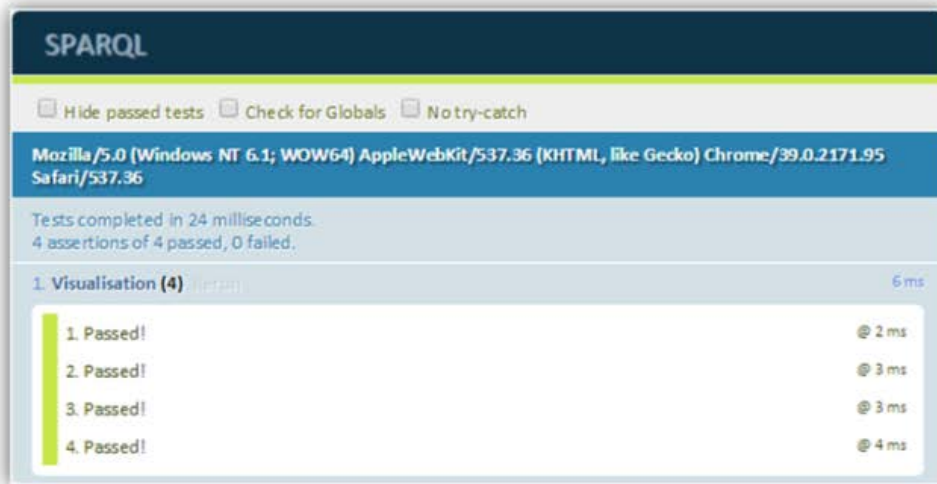 SPARQL
Hide passed tests Check for Globals No try-catch
Mozilla/5.0 (Windows NT 6.1; WOW64) AppleWebKit/537.36 (KHTML, like Gecko) Chrome/39.0.2171.95
Safari/537.36
Tests completed in 24 milliseconds.
4 assertions of 4 passed, 0 failed.
1. Visualisation (4) Rerun 6 ms
1. Passed! @ 2 ms
2. Passed! @ 3 ms
3. Passed! @ 3 ms
4. Passed! @ 4 ms